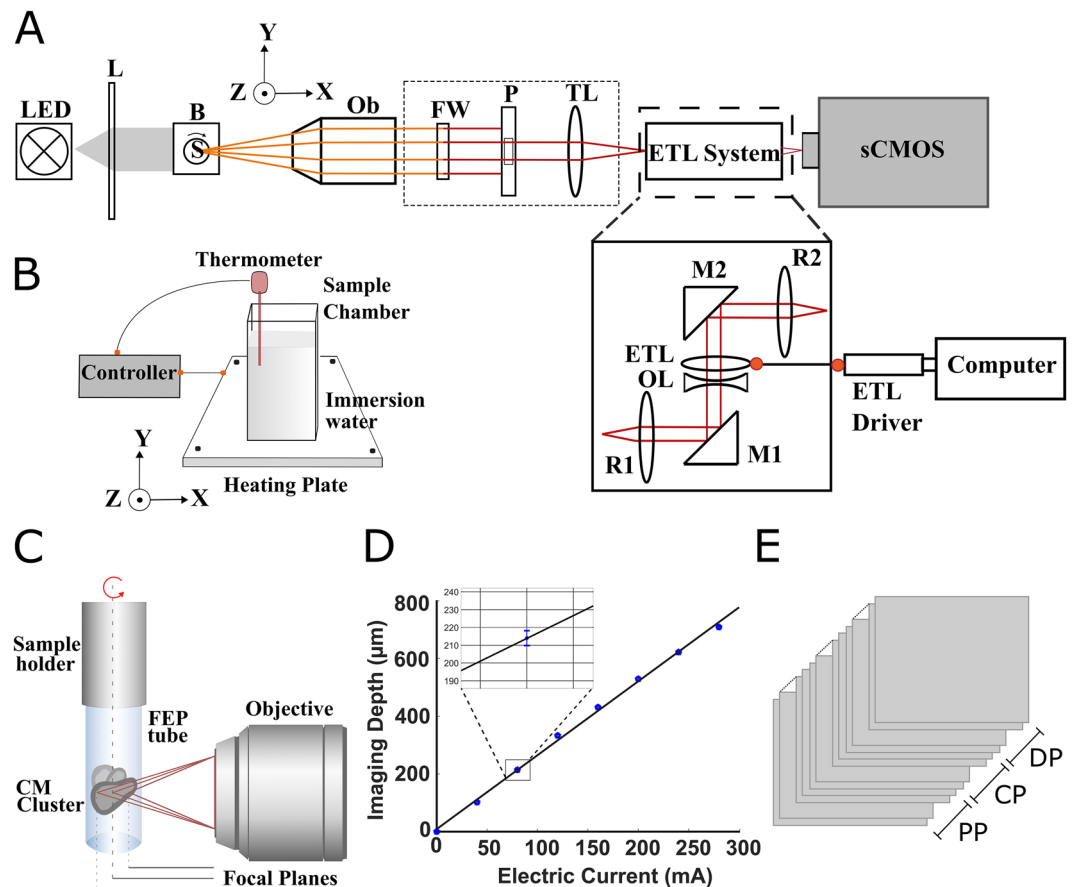 A
LED
L
B
S
Y
Z
X
Ob
FW
P
TL
ETL System
sCMOS
M2
R2
ETL
OL
R1
M1
ETL
Driver
Computer
B
Thermometer
Sample
Chamber
Controller
Immersion
water
Heating Plate
Y
Z
X
C
Sample
holder
FEP
tube
Objective
CM
Cluster
Focal Planes
D
Imaging Depth (μm)
800
600
400
200
0
240
230
220
210
200
190
0
50
100
150
200
250
300
Electric Current (mA)
E
DP
CP
PP